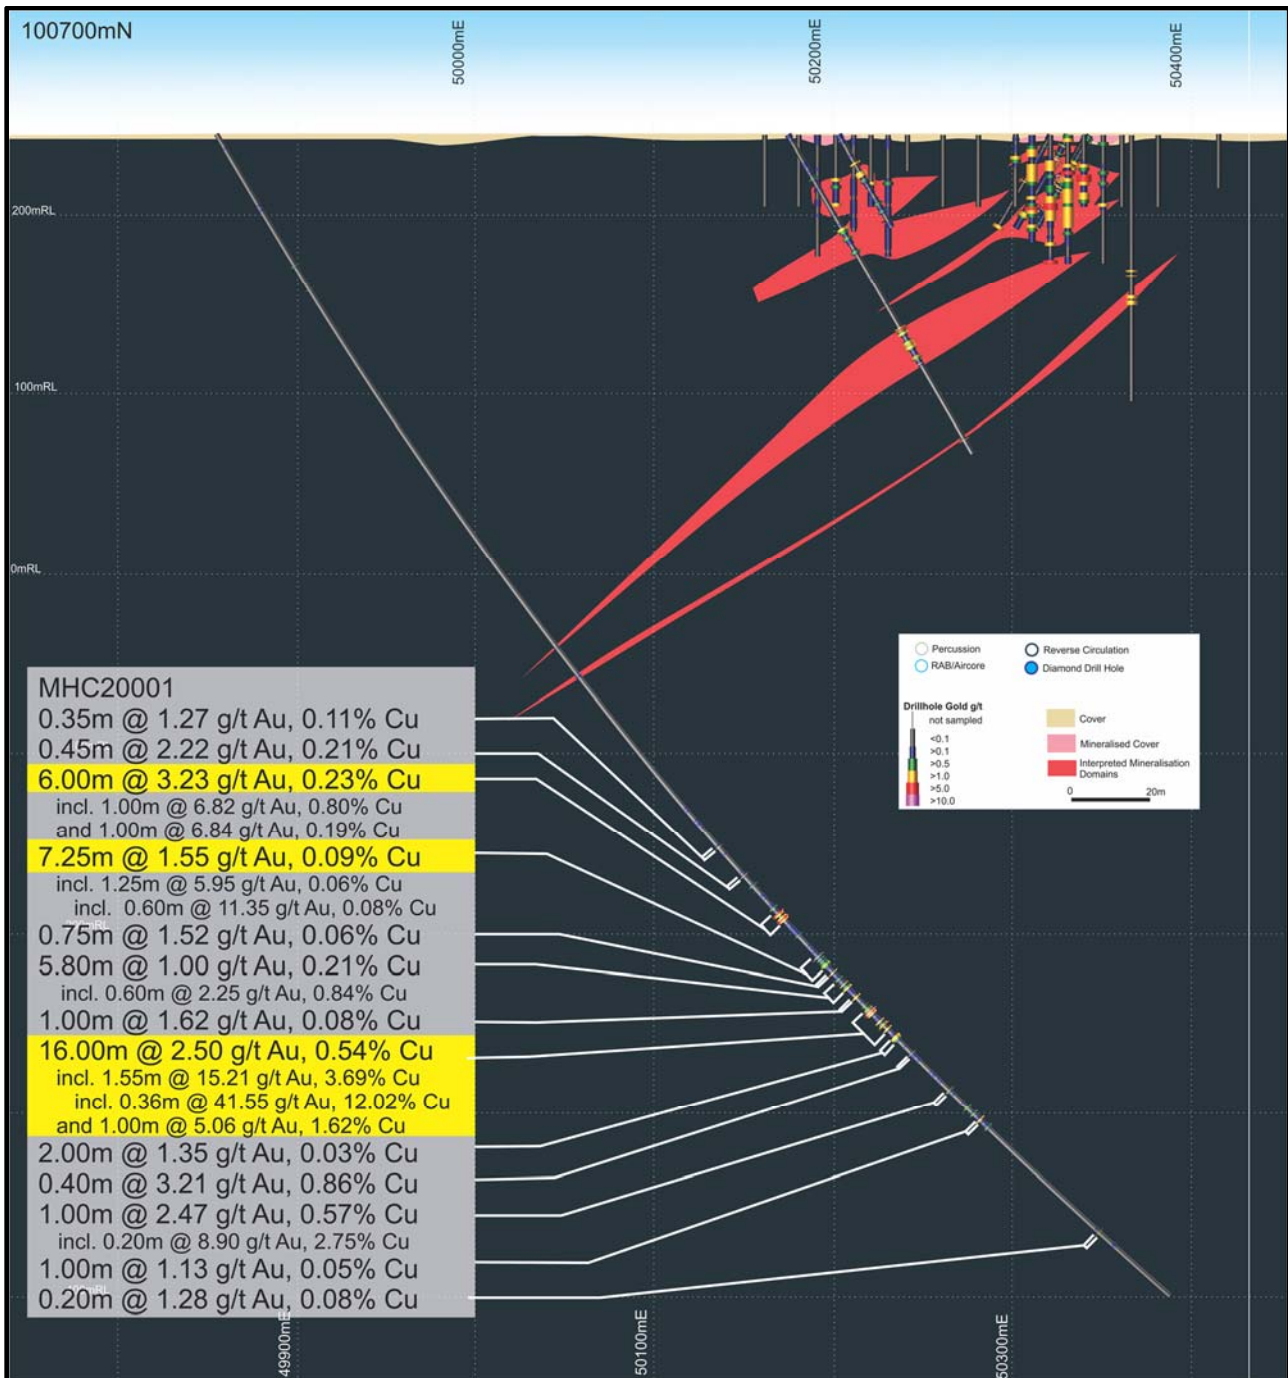 100700mN
50000mE
50200mE
50400mE
200mRL
100mRL
0mRL
MHC20001
0.35m @ 1.27 g/t Au, 0.11% Cu
0.45m @ 2.22 g/t Au, 0.21% Cu
6.00m @ 3.23 g/t Au, 0.23% Cu
incl. 1.00m @ 6.82 g/t Au, 0.80% Cu
and 1.00m @ 6.84 g/t Au, 0.19% Cu
7.25m @ 1.55 g/t Au, 0.09% Cu
incl. 1.25m @ 5.95 g/t Au, 0.06% Cu
incl. 0.60m @ 11.35 g/t Au, 0.08% Cu
0.75m @ 1.52 g/t Au, 0.06% Cu
5.80m @ 1.00 g/t Au, 0.21% Cu
incl. 0.60m @ 2.25 g/t Au, 0.84% Cu
1.00m @ 1.62 g/t Au, 0.08% Cu
16.00m @ 2.50 g/t Au, 0.54% Cu
incl. 1.55m @ 15.21 g/t Au, 3.69% Cu
incl. 0.36m @ 41.55 g/t Au, 12.02% Cu
and 1.00m @ 5.06 g/t Au, 1.62% Cu
2.00m @ 1.35 g/t Au, 0.03% Cu
0.40m @ 3.21 g/t Au, 0.86% Cu
1.00m @ 2.47 g/t Au, 0.57% Cu
incl. 0.20m @ 8.90 g/t Au, 2.75% Cu
1.00m @ 1.13 g/t Au, 0.05% Cu
0.20m @ 1.28 g/t Au, 0.08% Cu
Percussion
Reverse Circulation
RAB/Aircore
Diamond Drill Hole
Drillhole Gold g/t
not sampled
<0.1
>0.1
>0.5
>1.0
>5.0
>10.0
Cover
Mineralised Cover
Interpreted Mineralisation
Domains
0 20m
49900mE
50100mE
50300mE